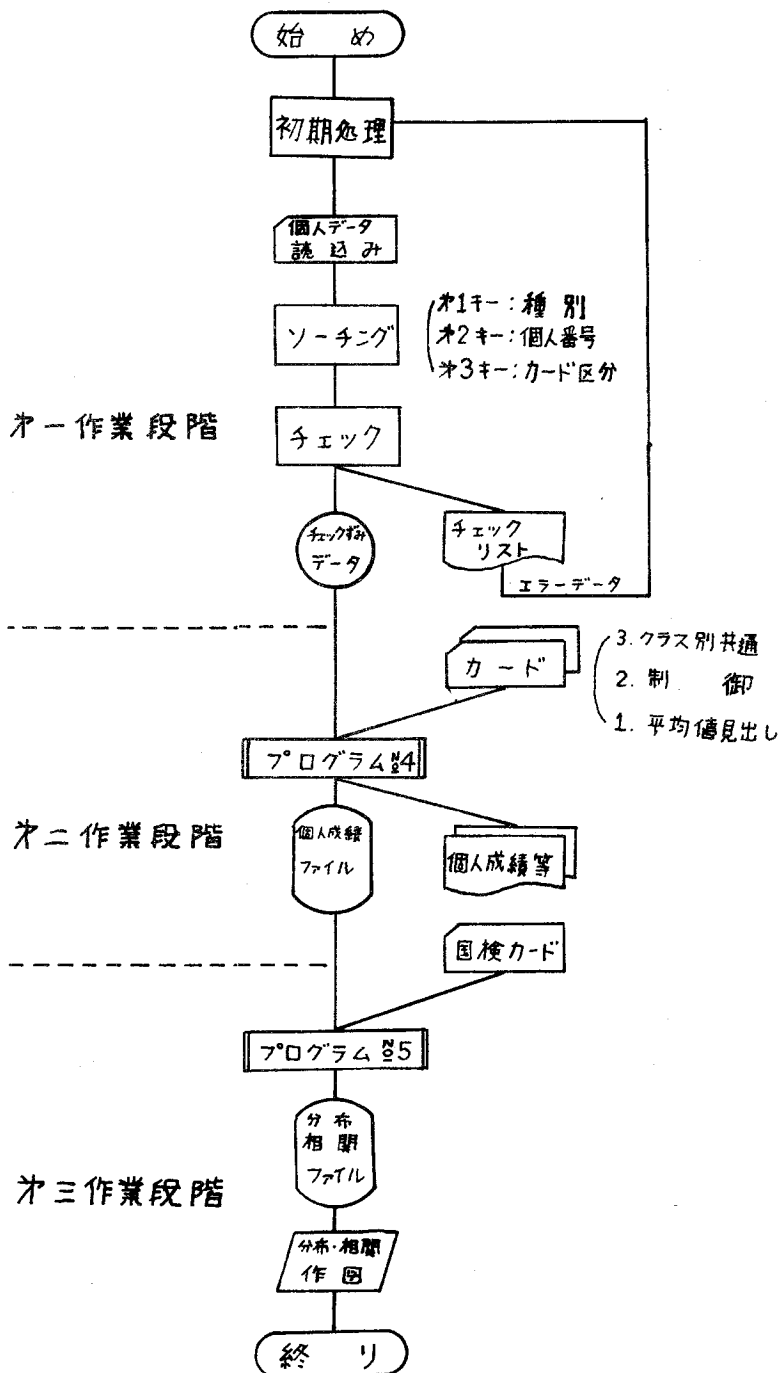 始め
初期処理
個人データ
読込み
ソーチング
才1キー:種別
才2キー:個人番号
才3キー:カード区分
才一作業段階
チェック
チェックずみ
データ
チェック
リスト
エラーデータ
カード
3.クラス別共通
2.制御
1.平均値見出し
プログラム№4
才二作業段階
個人成績
ファイル
個人成績等
国検カード
プログラム№5
分布
相関
ファイル
才三作業段階
分布・相関
作図
終り